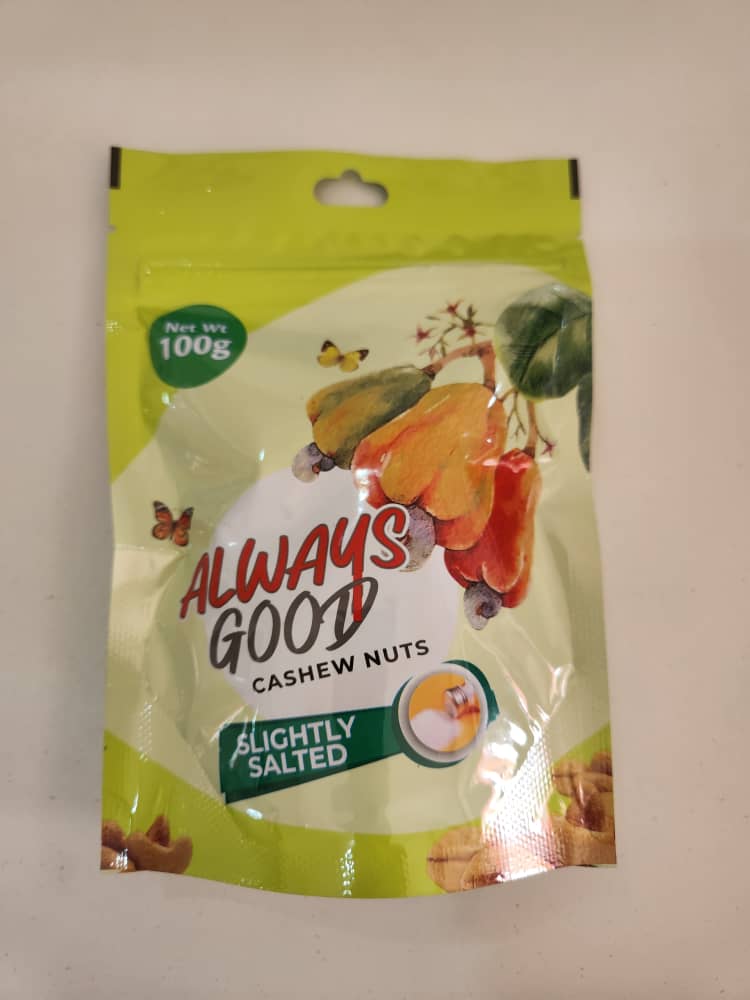 Net Wt
100g
ALWAYS
GOOD
CASHEW NUTS
SLIGHTLY
SALTED